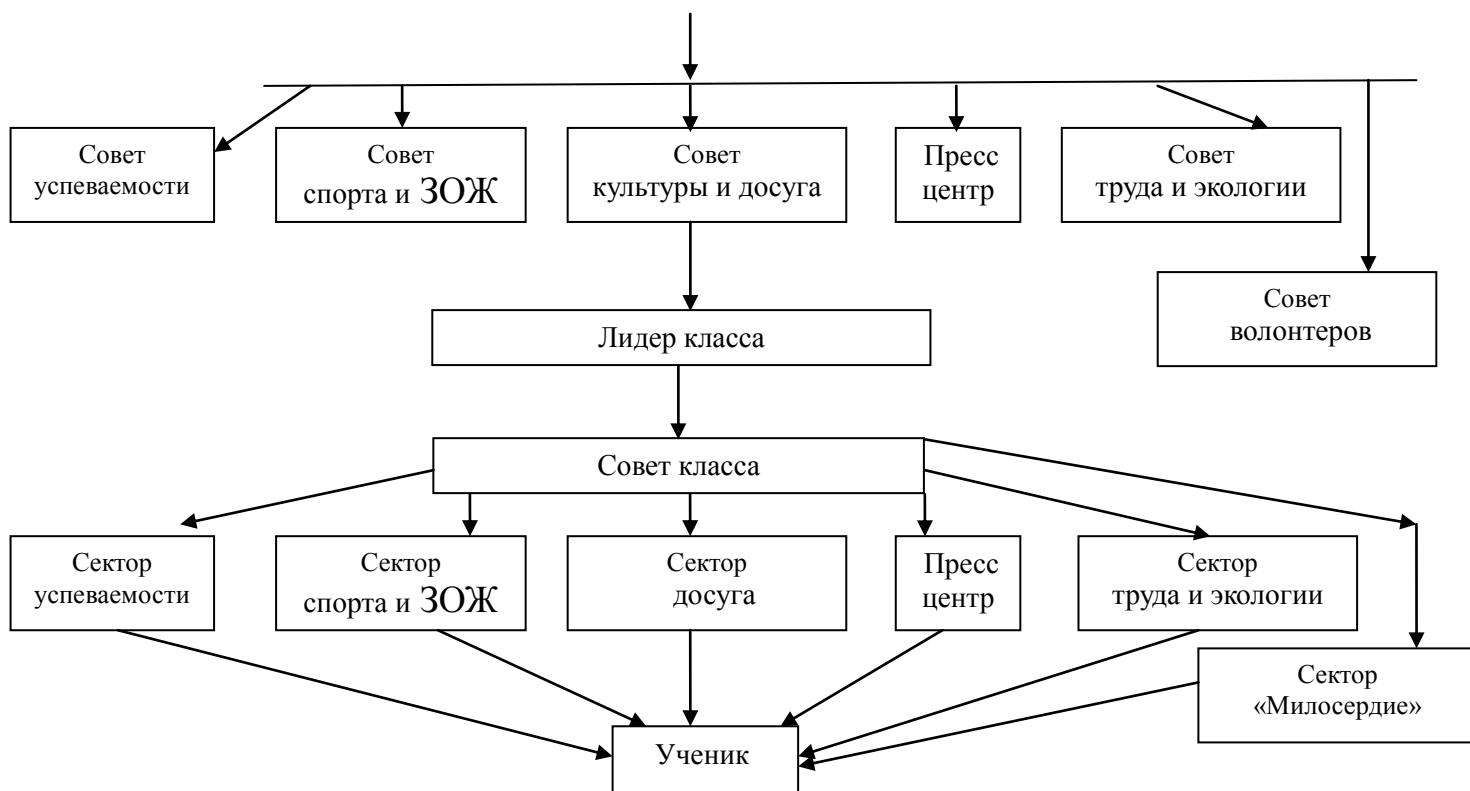 Совет
успеваемости
Совет
спорта и ЗОЖ
Совет
культуры и досуга
Пресс
центр
Совет
труда и экологии
Совет
волонтеров
Лидер класса
Совет класса
Сектор
успеваемости
Сектор
спорта и ЗОЖ
Сектор
досуга
Пресс
центр
Сектор
труда и экологии
Сектор
«Милосердие»
Ученик